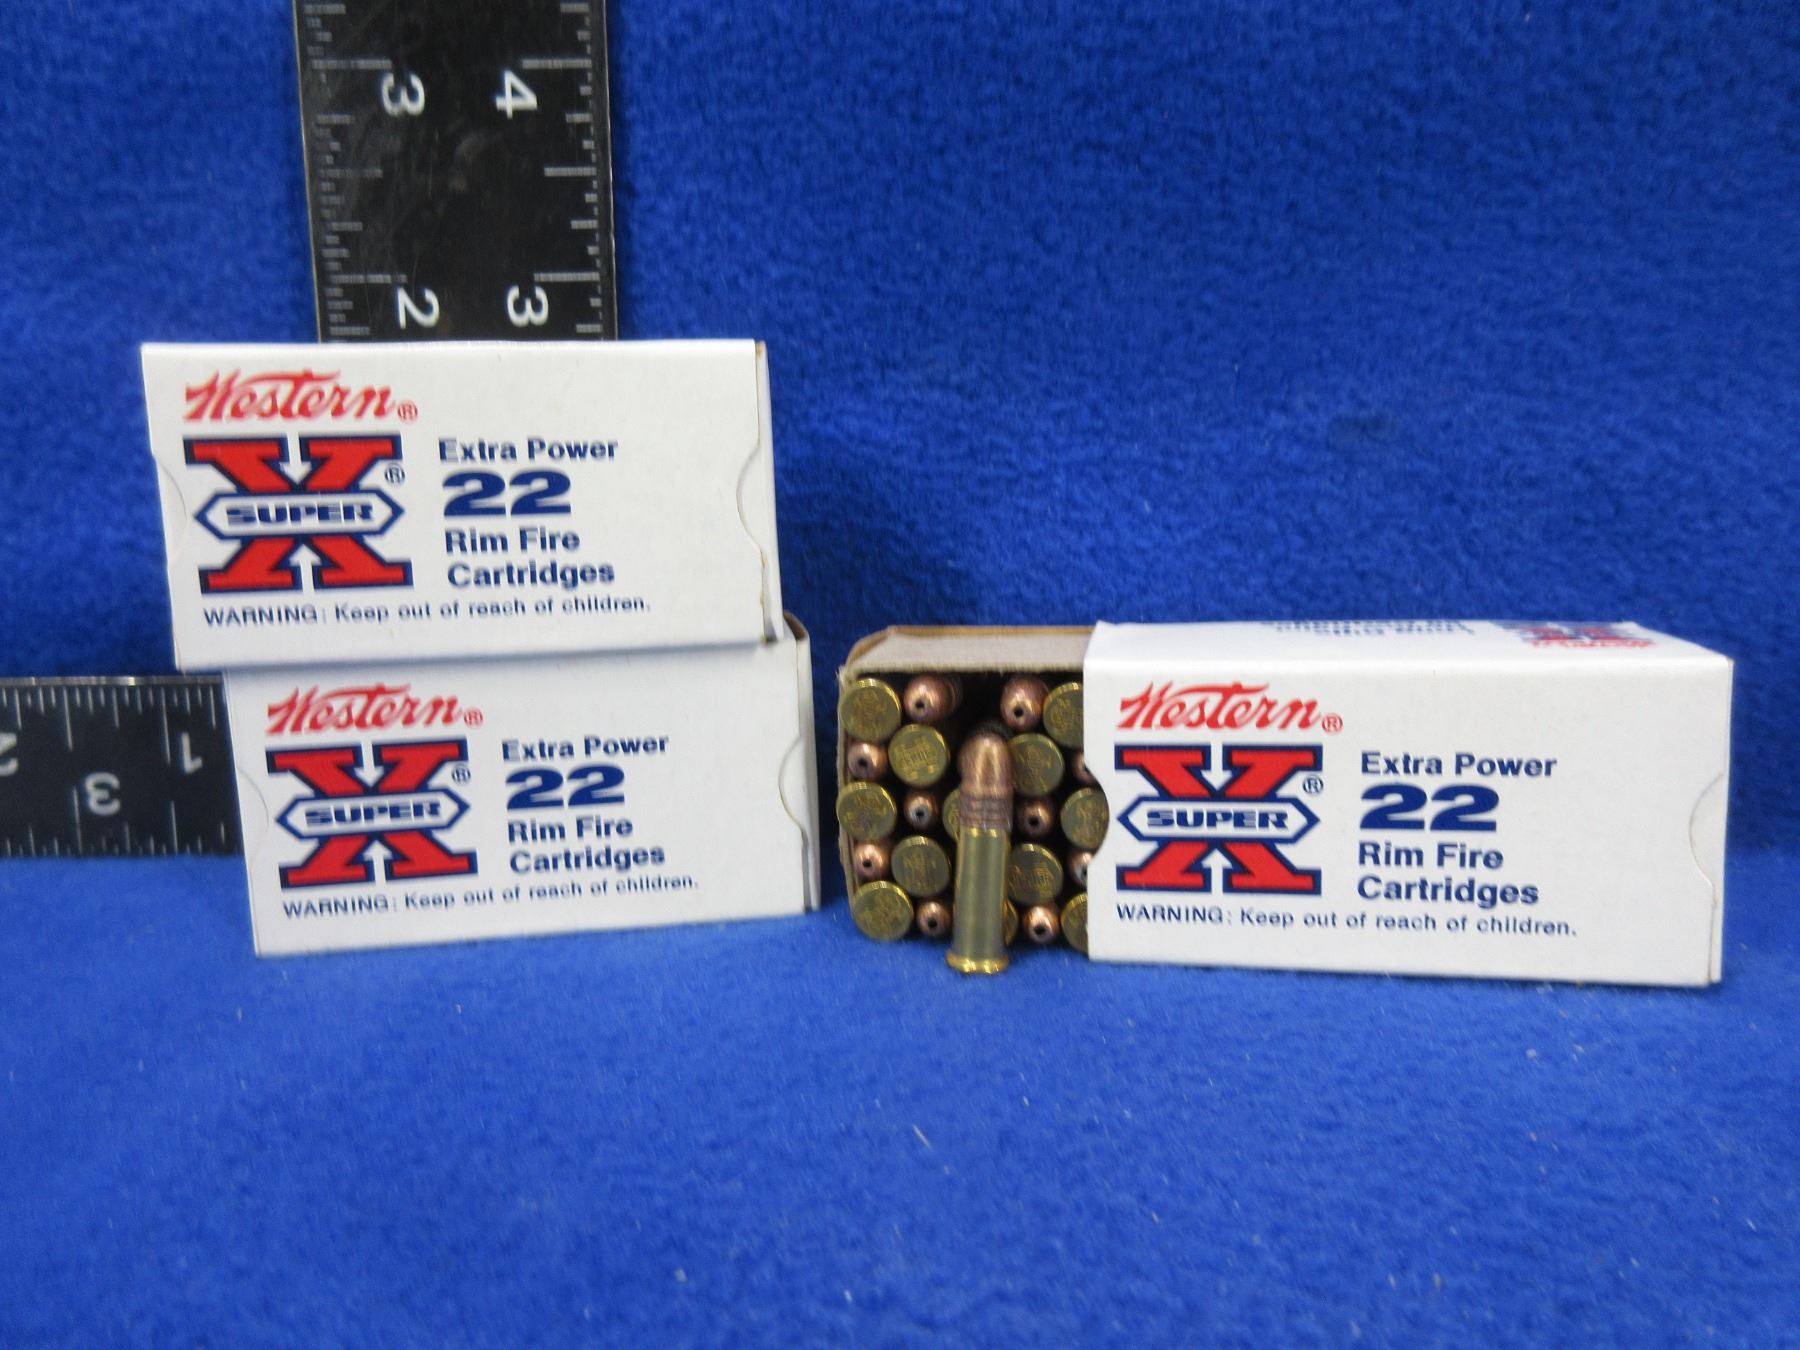 3 4
2 3
Western®
X®
SUPER
Extra Power
22
Rim Fire
Cartridges
WARNING: Keep out of reach of children.
2 3 1
Western®
X®
SUPER
Extra Power
22
Rim Fire
Cartridges
WARNING: Keep out of reach of children.
Western®
X®
SUPER
Extra Power
22
Rim Fire
Cartridges
WARNING: Keep out of reach of children.